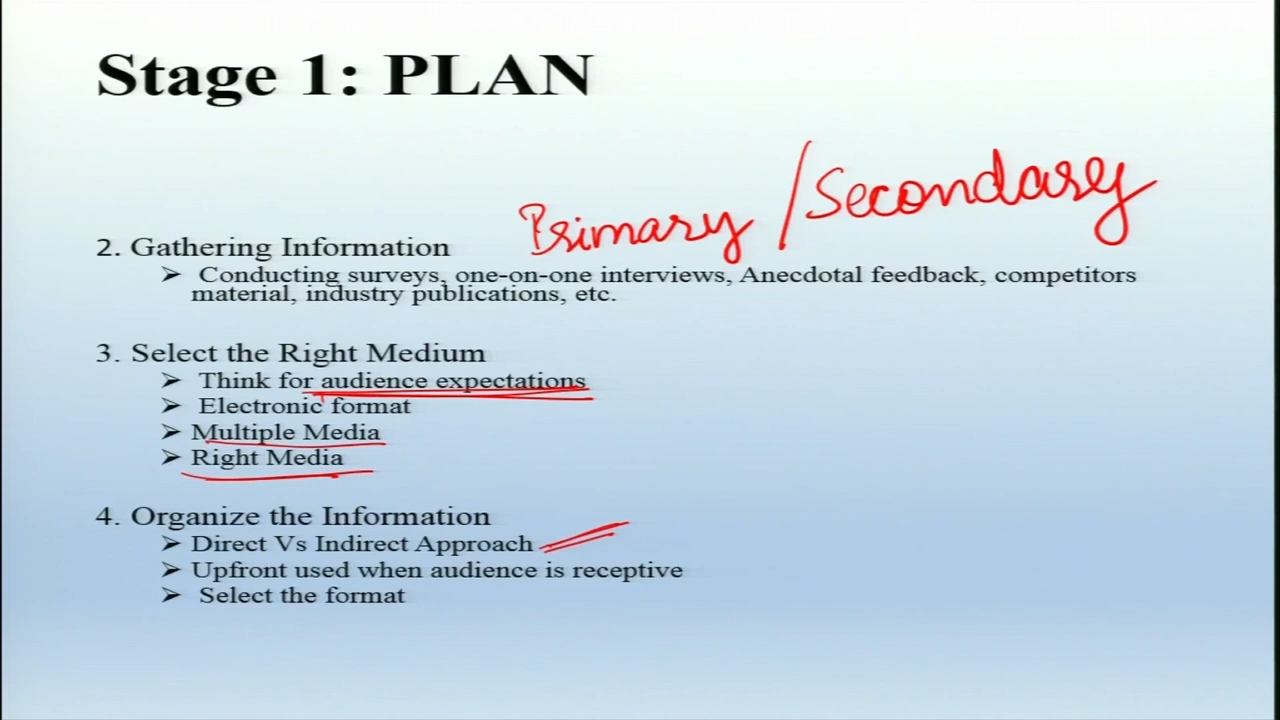 Stage 1: PLAN
Primary / Secondary
2. Gathering Information
➢ Conducting surveys, one-on-one interviews, Anecdotal feedback, competitors
material, industry publications, etc.
3. Select the Right Medium
➢ Think for audience expectations
➢ Electronic format
➢ Multiple Media
➢ Right Media
4. Organize the Information
➢ Direct Vs Indirect Approach
➢ Upfront used when audience is receptive
➢ Select the format